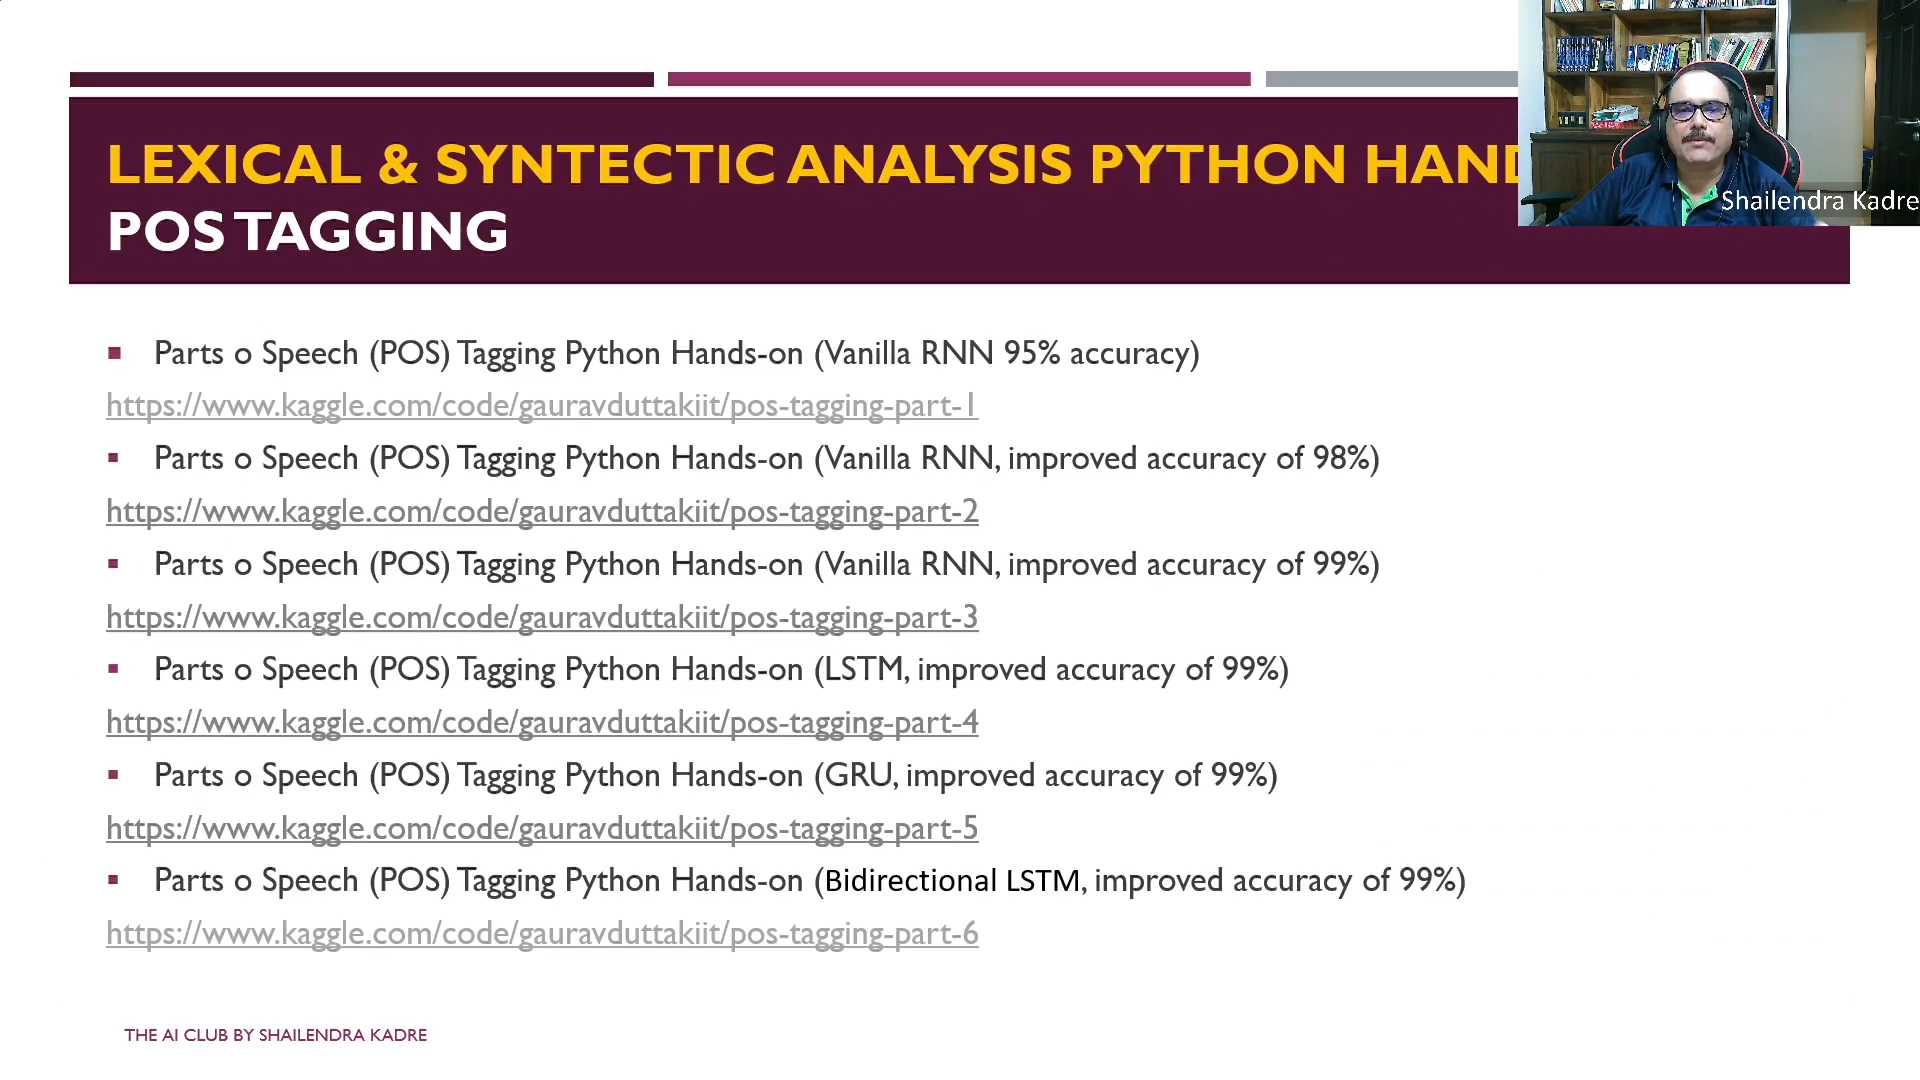 LEXICAL & SYNTECTIC ANALYSIS PYTHON HAND
POS TAGGING
Shailendra Kadre
▪ Parts o Speech (POS) Tagging Python Hands-on (Vanilla RNN 95% accuracy)
https://www.kaggle.com/code/gauravduttakiit/pos-tagging-part-1
▪ Parts o Speech (POS) Tagging Python Hands-on (Vanilla RNN, improved accuracy of 98%)
https://www.kaggle.com/code/gauravduttakiit/pos-tagging-part-2
▪ Parts o Speech (POS) Tagging Python Hands-on (Vanilla RNN, improved accuracy of 99%)
https://www.kaggle.com/code/gauravduttakiit/pos-tagging-part-3
▪ Parts o Speech (POS) Tagging Python Hands-on (LSTM, improved accuracy of 99%)
https://www.kaggle.com/code/gauravduttakiit/pos-tagging-part-4
▪ Parts o Speech (POS) Tagging Python Hands-on (GRU, improved accuracy of 99%)
https://www.kaggle.com/code/gauravduttakiit/pos-tagging-part-5
▪ Parts o Speech (POS) Tagging Python Hands-on (Bidirectional LSTM, improved accuracy of 99%)
https://www.kaggle.com/code/gauravduttakiit/pos-tagging-part-6
THE AI CLUB BY SHAILENDRA KADRE